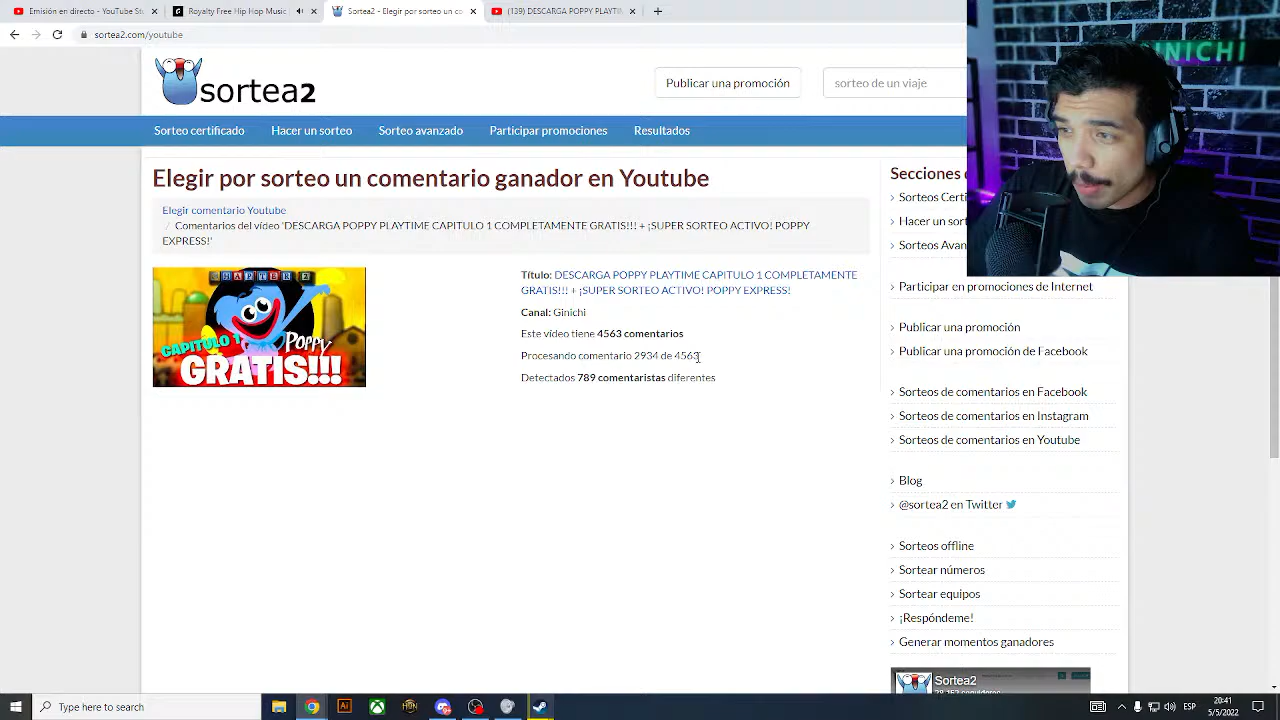 Emisión en directo - YouTube Stu
Royalty Free Hip Hop Music
Sortea2 - Elegir por sorteo un co
(139) DESCARGA POPPY PLAYTIM
sortea2.com/youtube
INICHI
sortea2
Publicar una promoción
sorteo de un viaje
Sorteo certificado
Hacer un sorteo
Sorteo avanzado
Participar promociones
Resultados
Elegir por sorteo un comentario ganador en Youtube
Elegir comentario Youtube
Comentarios del vídeo 'DESCARGA POPPY PLAYTIME CAPITULO 1 COMPLETAMENTE GRATIS!!! + ¡SUPER SORTEO ACTIVO! POPPY
EXPRESS!'
CHAPTER 2
CAPITULO 1
POPPY
GRATIS!!!
Título: DESCARGA POPPY PLAYTIME CAPITULO 1 COMPLETAMENTE
GRATIS!!! + ¡SUPER SORTEO ACTIVO! POPPY EXPRESS!
Canal: Ginichi
Este vídeo tiene 4563 comentarios
Procesando comentario 2934 de 4563
Detectados 789 comentaristas diferentes
Secciones d
Sorteos Certi
Hacer un sort
Sorteos Avan
Participar en promociones de Internet
Publicar una promoción
Publicar una promoción de Facebook
Sorteos de comentarios en Facebook
Sorteos de comentarios en Instagram
Sorteos de comentarios en Youtube
Blog
@sortea2 en Twitter
Sorteos offline
Sortear números
Sortear equipos
¡Respóndeme!
Generar momentos ganadores
Sortea2
Type here to search
Ai
ESP
20:41
5/5/2022